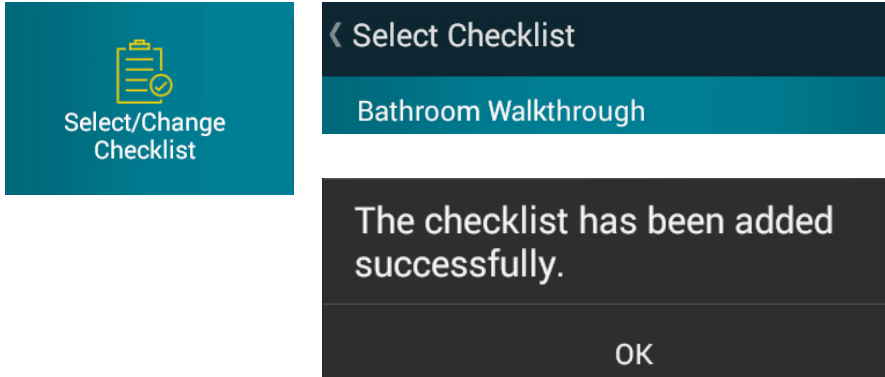 Select/Change
Checklist
Select Checklist
Bathroom Walkthrough
The checklist has been added
successfully.
OK